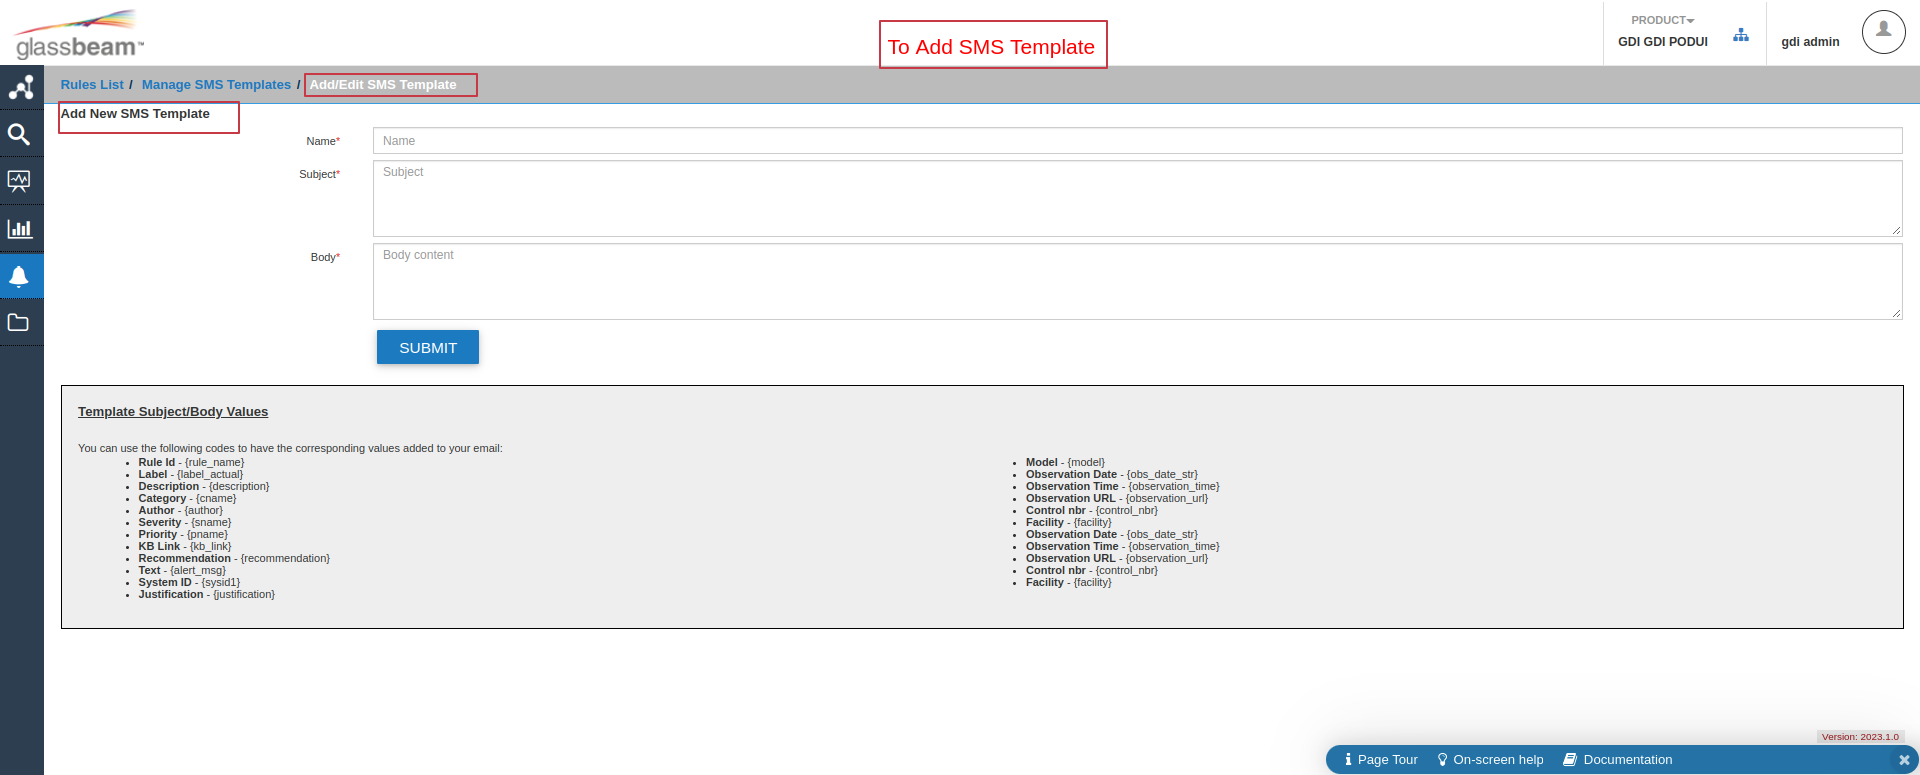 glassbeam™
To Add SMS Template
PRODUCT
GDI GDI PODUI
gdi admin
Rules List / Manage SMS Templates / Add/Edit SMS Template
Add New SMS Template
Name* Name
Subject* Subject
Body* Body content
SUBMIT
Template Subject/Body Values
You can use the following codes to have the corresponding values added to your email:
• Rule Id - {rule_name}
• Label - {label_actual}
• Description - {description}
• Category - {cname}
• Author - {author}
• Severity - {sname}
• Priority - {pname}
• KB Link - {kb_link}
• Recommendation - {recommendation}
• Text - {alert_msg}
• System ID - {sysid1}
• Justification - {justification}
• Model - {model}
• Observation Date - {obs_date_str}
• Observation Time - {observation_time}
• Observation URL - {observation_url}
• Control nbr - {control_nbr}
• Facility - {facility}
• Observation Date - {obs_date_str}
• Observation Time - {observation_time}
• Observation URL - {observation_url}
• Control nbr - {control_nbr}
• Facility - {facility}
Version: 2023.1.0
Page Tour On-screen help Documentation